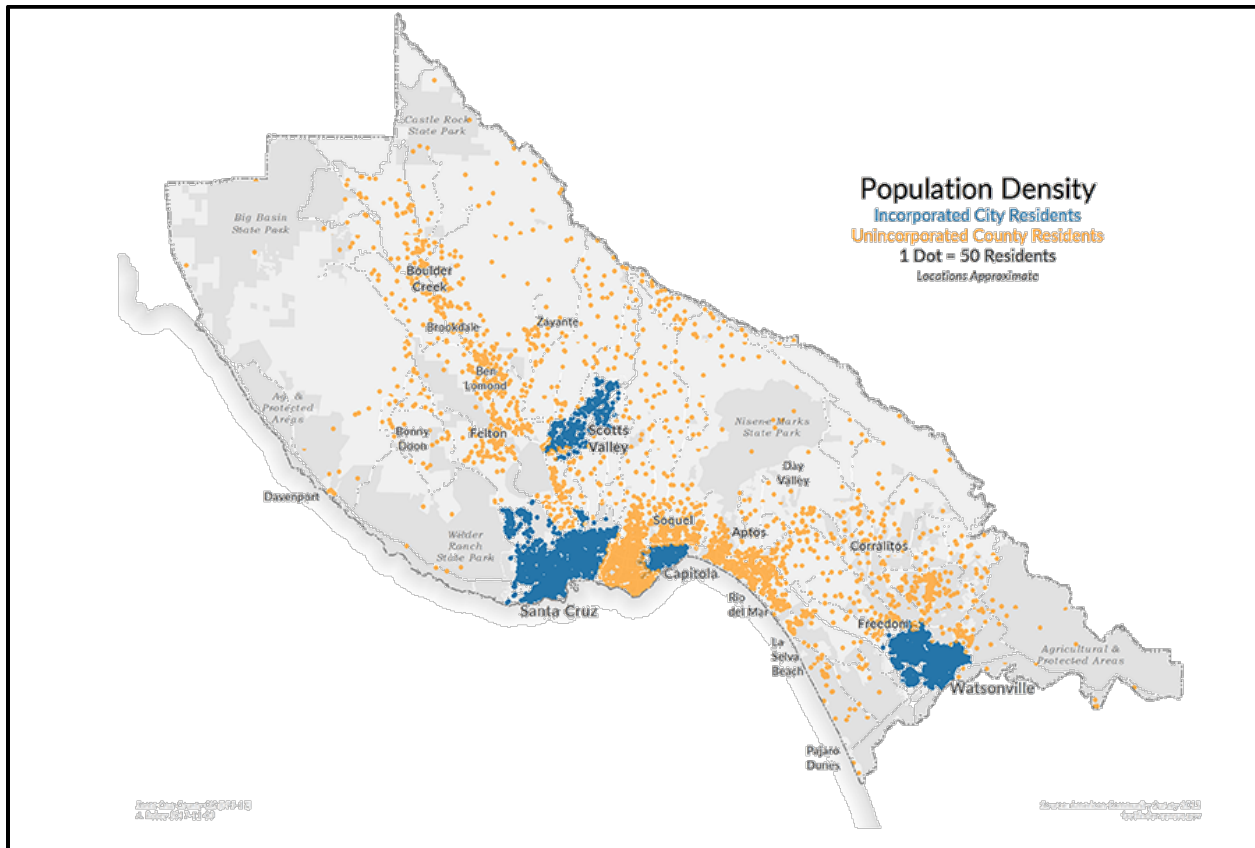 Population Density
Incorporated City Residents
Unincorporated County Residents
1 Dot = 50 Residents
Locations Approximate
Castle Rock
State Park
Big Basin
State Park
Boulder
Creek
Brookdale
Zayante
Ben
Lomond
Ag. &
Protected
Areas
Bonny
Doon
Felton
Scotts
Valley
Nisene Marks
State Park
Day
Valley
Davenport
Wilder
Ranch
State Park
Soquel
Aptos
Corralitos
Capitola
Santa Cruz
Rio
del Mar
Freedom
La
Selva
Beach
Agricultural &
Protected Areas
Watsonville
Pajaro
Dunes